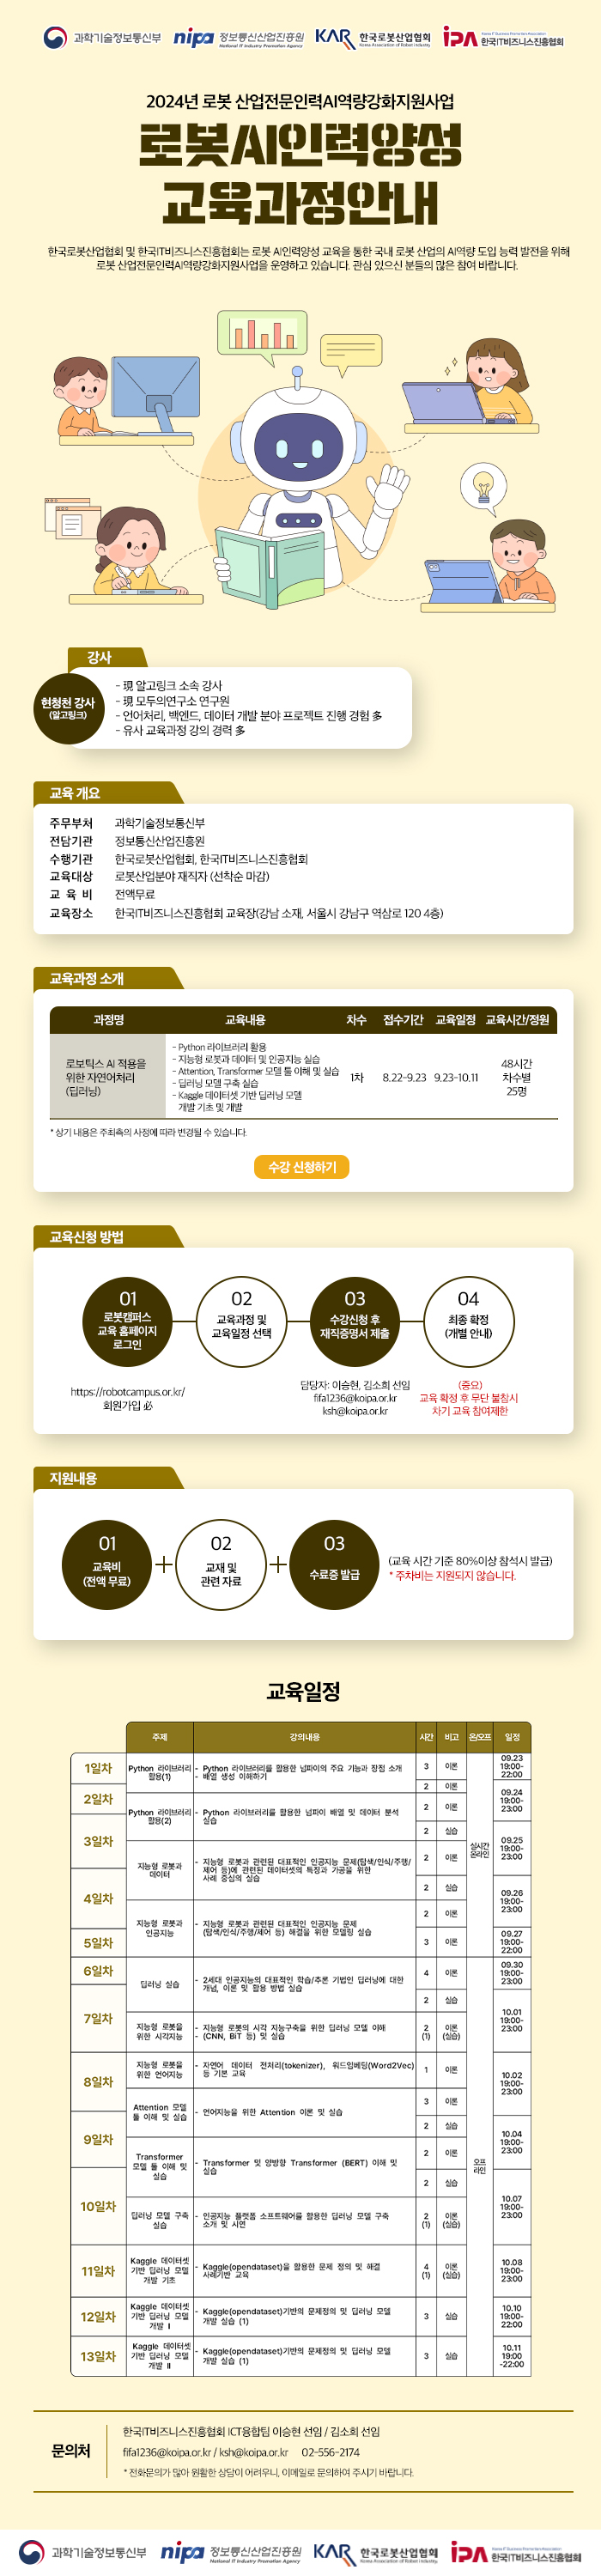 과학기술정보통신부
nipa 정보통신산업진흥원
National IT Industry Promotion Agency
KAR 한국로봇산업협회
Korea Association of Robot Industry
IPA 한국IT비즈니스진흥협회
2024년 로봇 산업전문인력AI역량강화지원사업
로봇AI인력양성
교육과정안내
한국로봇산업협회 및 한국IT비즈니스진흥협회는 로봇 AI인력양성 교육을 통한 국내 로봇 산업의 AI역량 도입 능력 발전을 위해
로봇 산업전문인력AI역량강화지원사업을 운영하고 있습니다. 관심 있으신 분들의 많은 참여 바랍니다.
강사
현청천 강사
(알고링크)
- 現 알고링크 소속 강사
- 現 모두의연구소 연구원
- 언어처리, 백엔드, 데이터 개발 분야 프로젝트 진행 경험 多
- 유사 교육과정 강의 경력 多
교육 개요
주무부처 과학기술정보통신부
전담기관 정보통신산업진흥원
수행기관 한국로봇산업협회, 한국IT비즈니스진흥협회
교육대상 로봇산업분야 재직자 (선착순 마감)
교 육 비 전액무료
교육장소 한국IT비즈니스진흥협회 교육장(강남 소재, 서울시 강남구 역삼로 120 4층)
교육과정 소개
과정명 교육내용 차수 접수기간 교육일정 교육시간/정원
로보틱스 AI 적용을
위한 자연어처리
(딥러닝)
- Python 라이브러리 활용
- 지능형 로봇과 데이터 및 인공지능 실습
- Attention, Transformer 모델 툴 이해 및 실습
- 딥러닝 모델 구축 실습
- Kaggle 데이터셋 기반 딥러닝 모델
개발 기초 및 개발
1차 8.22-9.23 9.23-10.11
48시간
차수별
25명
* 상기 내용은 주최측의 사정에 따라 변경될 수 있습니다.
수강 신청하기
교육신청 방법
01
로봇캠퍼스
교육 홈페이지
로그인
https://robotcampus.or.kr/
회원가입 必
02
교육과정 및
교육일정 선택
03
수강신청 후
재직증명서 제출
담당자: 이승현, 김소희 선임
fifa1236@koipa.or.kr
ksh@koipa.or.kr
04
최종 확정
(개별 안내)
(중요)
교육 확정 후 무단 불참시
차기 교육 참여제한
지원내용
01
교육비
(전액 무료)
02
교재 및
관련 자료
03
수료증 발급
(교육 시간 기준 80%이상 참석시 발급)
* 주차비는 지원되지 않습니다.
교육일정
주제 강의내용 시간 비고 온/오프 일정
1일차
Python 라이브러리
활용(1)
- Python 라이브러리를 활용한 넘파이의 주요 기능과 장점 소개
- 배열 생성 이해하기
3 이론
2 이론
09.23
19:00-
22:00
2일차
Python 라이브러리
활용(2)
- Python 라이브러리를 활용한 넘파이 배열 및 데이터 분석
실습
2 이론
2 실습
09.24
19:00-
23:00
3일차
지능형 로봇과
데이터
- 지능형 로봇과 관련된 대표적인 인공지능 문제(탐색/인식/주행/
제어 등)에 관련된 데이터셋의 특징과 가공을 위한
사례 중심의 실습
2 이론
2 실습
실시간
온라인
09.25
19:00-
23:00
4일차
지능형 로봇과
인공지능
- 지능형 로봇과 관련된 대표적인 인공지능 문제
(탐색/인식/주행/제어 등) 해결을 위한 모델링 실습
2 이론
3 이론
09.26
19:00-
23:00
5일차
09.27
19:00-
22:00
6일차
딥러닝 실습
- 2세대 인공지능의 대표적인 학습/추론 기법인 딥러닝에 대한
개념, 이론 및 활용 방법 실습
4 이론
2 실습
09.30
19:00-
23:00
7일차
지능형 로봇을
위한 시각지능
- 지능형 로봇의 시각 지능구축을 위한 딥러닝 모델 이해
- (CNN, BiT 등) 및 실습
2
(1)
이론
(실습)
10.01
19:00-
23:00
8일차
지능형 로봇을
위한 언어지능
- 자연어 데이터 전처리(tokenizer), 워드임베딩(Word2Vec)
등 기본 교육
1 이론
10.02
19:00-
23:00
Attention 모델
툴 이해 및 실습
- 언어지능을 위한 Attention 이론 및 실습
3 이론
2 실습
9일차
Transformer
모델 툴 이해 및
실습
- Transformer 및 양방향 Transformer (BERT) 이해 및
실습
2 이론
2 실습
오프
라인
10.04
19:00-
23:00
10일차
딥러닝 모델 구축
실습
- 인공지능 플랫폼 소프트웨어를 활용한 딥러닝 모델 구축
소개 및 시연
2
(1)
이론
(실습)
10.07
19:00-
23:00
11일차
Kaggle 데이터셋
기반 딥러닝 모델
개발 기초
- Kaggle(opendataset)을 활용한 문제 정의 및 해결
사례기반 교육
4
(1)
이론
(실습)
10.08
19:00-
23:00
12일차
Kaggle 데이터셋
기반 딥러닝 모델
개발 I
- Kaggle(opendataset)기반의 문제정의 및 딥러닝 모델
개발 실습 (1)
3 실습
10.10
19:00-
22:00
13일차
Kaggle 데이터셋
기반 딥러닝 모델
개발 II
- Kaggle(opendataset)기반의 문제정의 및 딥러닝 모델
개발 실습 (1)
3 실습
10.11
19:00
-22:00
문의처
한국IT비즈니스진흥협회 ICT융합팀 이승현 선임 / 김소희 선임
fifa1236@koipa.or.kr / ksh@koipa.or.kr 02-556-2174
* 전화문의가 많아 원활한 상담이 어려우니, 이메일로 문의하여 주시기 바랍니다.
과학기술정보통신부
nipa 정보통신산업진흥원
National IT Industry Promotion Agency
KAR 한국로봇산업협회
Korea Association of Robot Industry
IPA 한국IT비즈니스진흥협회